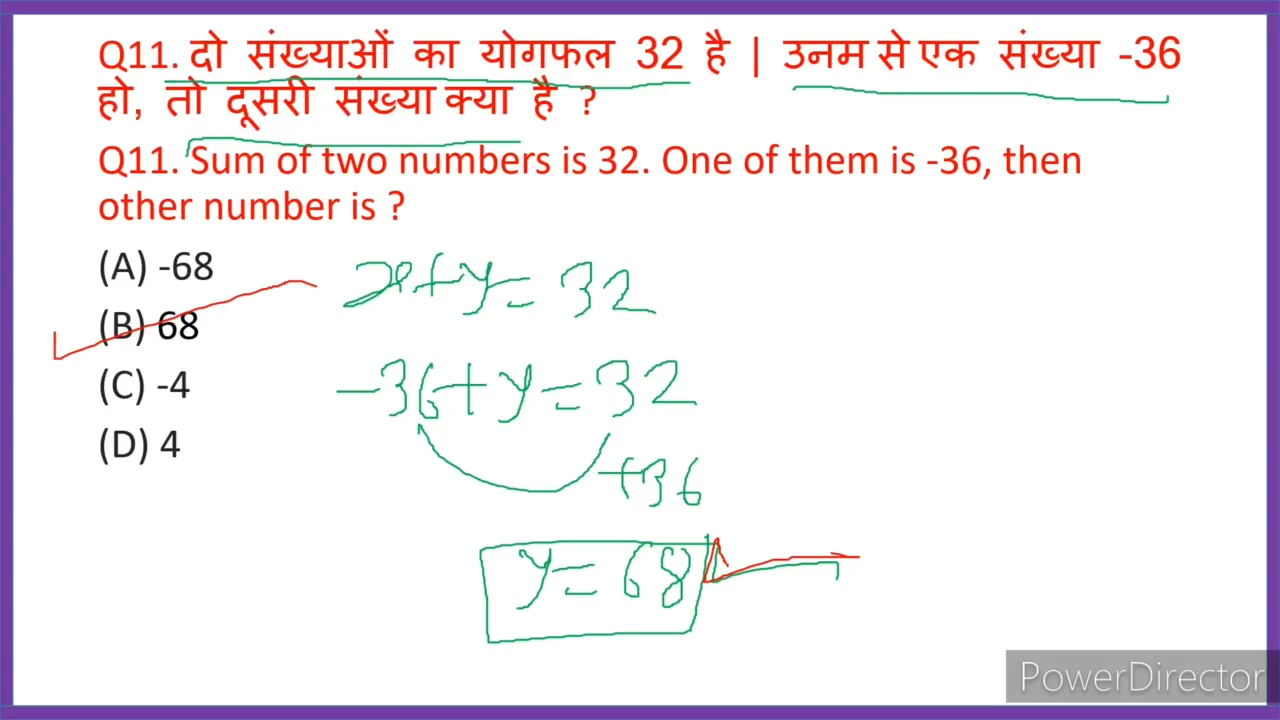 Q11. दो संख्याओं का योगफल 32 है | उनम से एक संख्या -36
हो, तो दूसरी संख्या क्या है ?
Q11. Sum of two numbers is 32. One of them is -36, then
other number is ?
(A) -68
x+y=32
(B) 68
(C) -4
-36+y=32
(D) 4
+36
y=68
PowerDirector